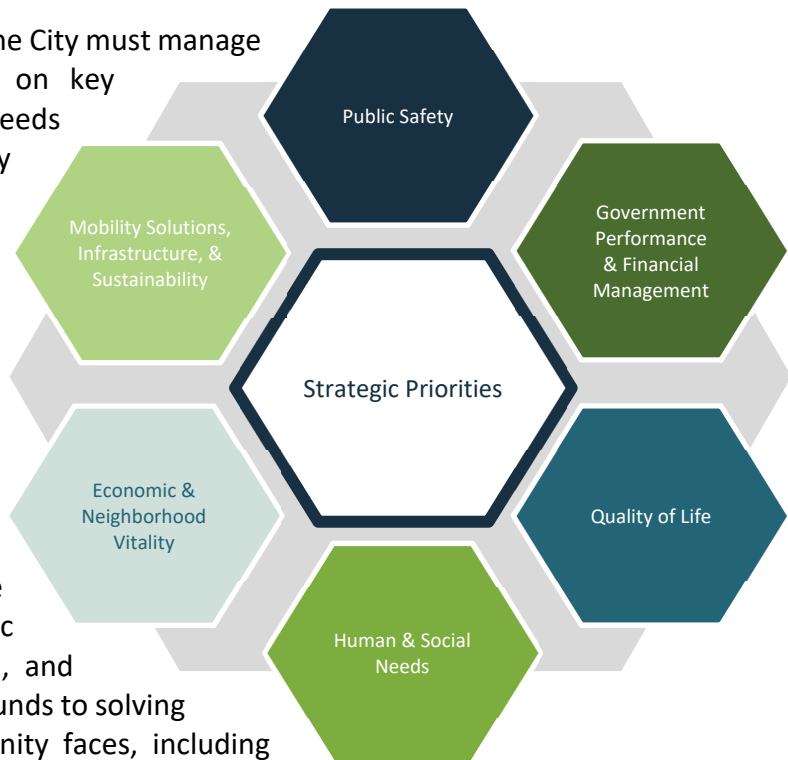 he City must manage
on key
eeds
y
Public Safety
Mobility Solutions,
Infrastructure, &
Sustainability
Government
Performance
& Financial
Management
Strategic Priorities
Economic &
Neighborhood
Vitality
Quality of Life
Human & Social
Needs
e
c
, and
unds to solving
nity faces, including